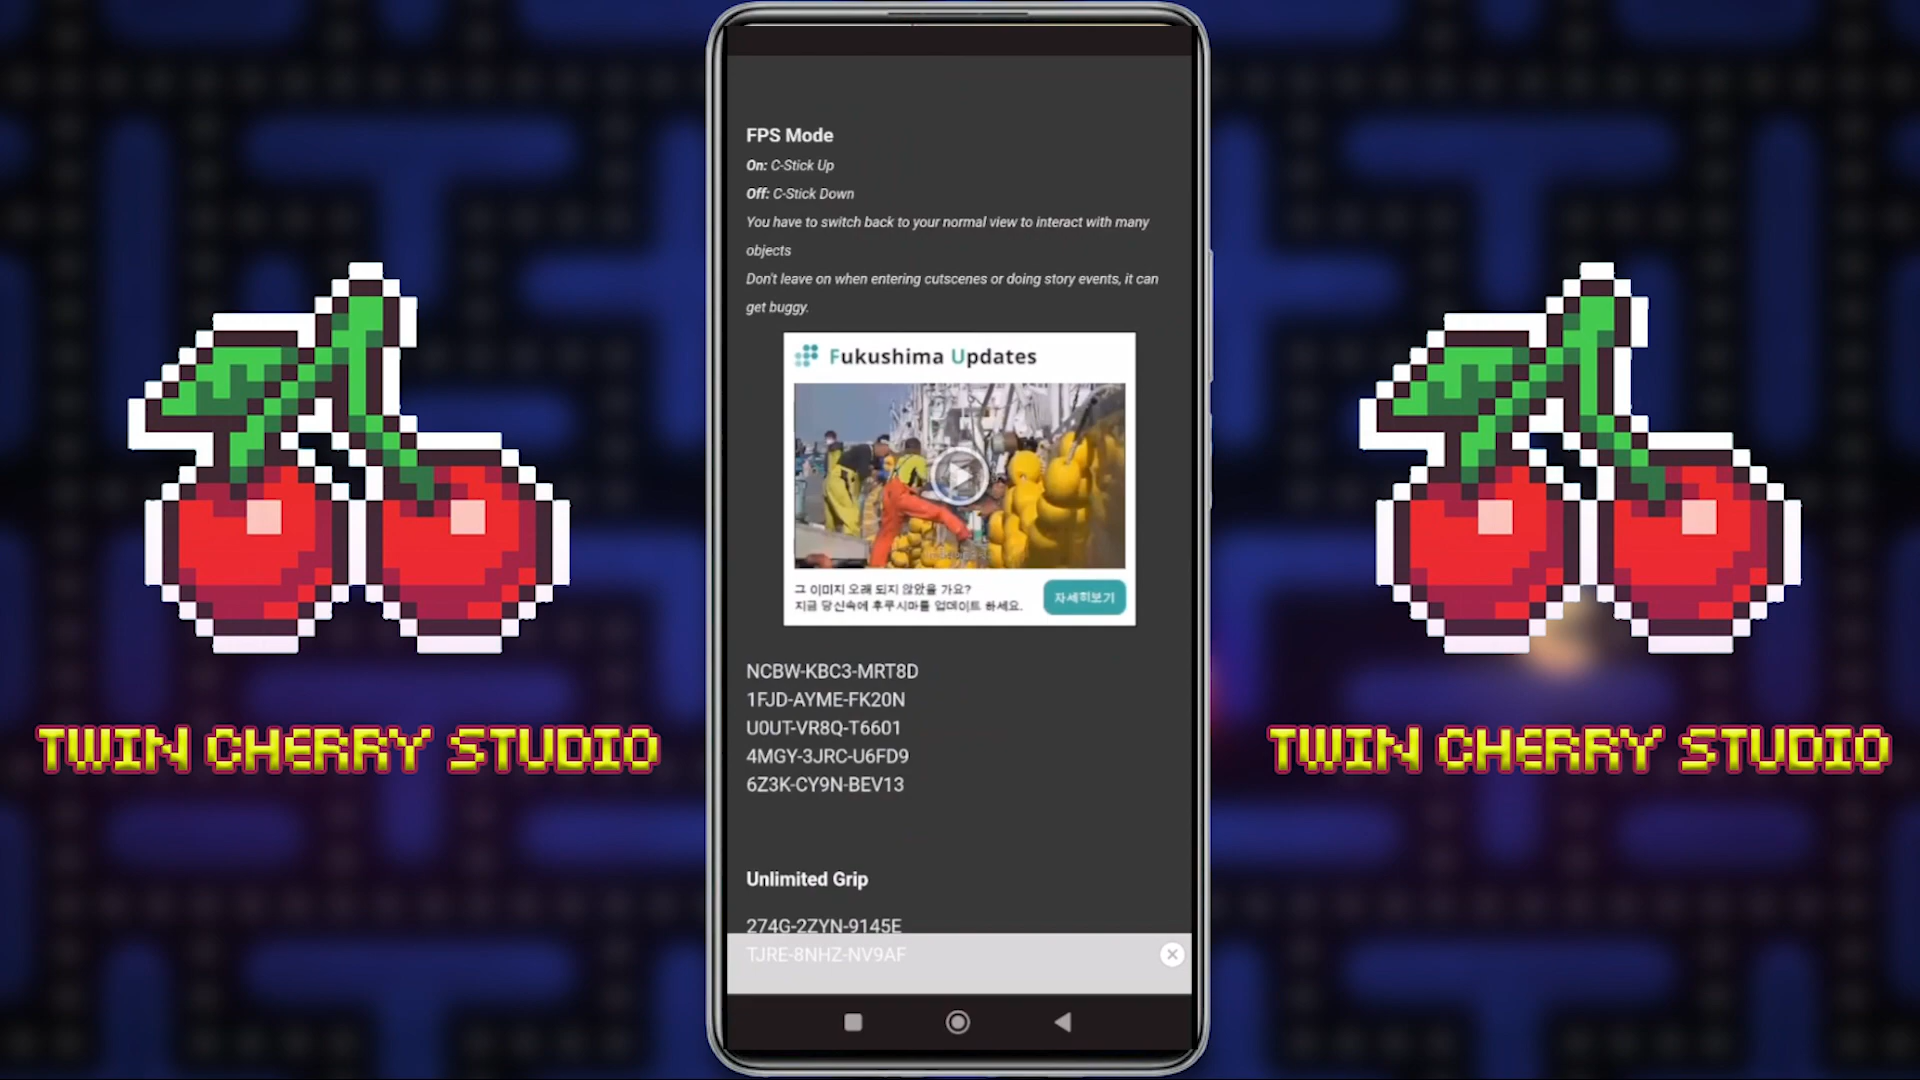 FPS Mode
On: C-Stick Up
Off: C-Stick Down
You have to switch back to your normal view to interact with many
objects
Don't leave on when entering cutscenes or doing story events, it can
get buggy.
Fukushima Updates
그 이미지 오래 되지 않았을 가요?
지금 당신속에 후쿠시마를 업데이트 하세요.
자세히보기
NCBW-KBC3-MRT8D
1FJD-AYME-FK20N
U0UT-VR8Q-T6601
4MGY-3JRC-U6FD9
6Z3K-CY9N-BEV13
Unlimited Grip
274G-2ZYN-9145E
TJRE-8NHZ-NV9AF
TWIN CHERRY STUDIO
TWIN CHERRY STUDIO